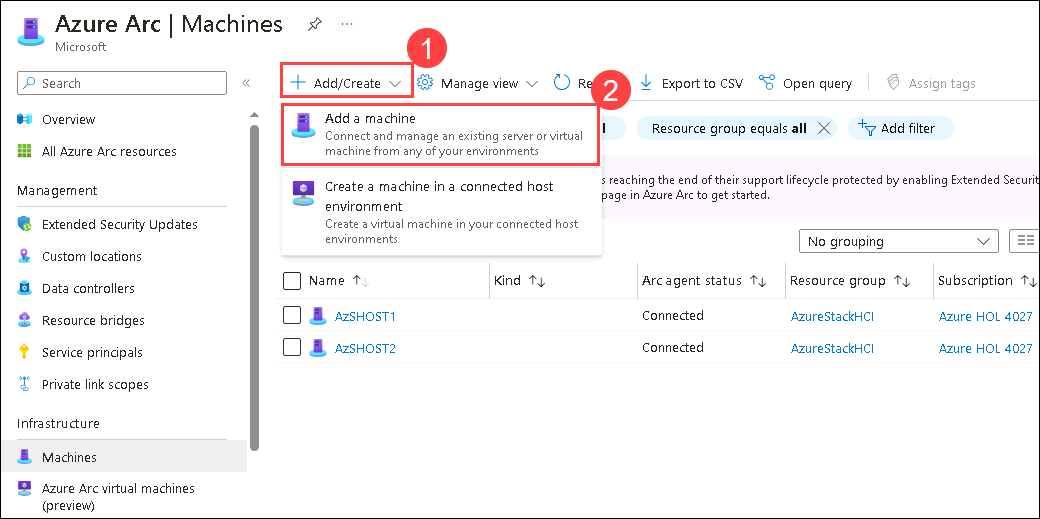 Azure Arc | Machines
Microsoft
1
Search
Add/Create
Manage view
2
Export to CSV
Open query
Assign tags
Overview
All Azure Arc resources
Management
Extended Security Updates
Custom locations
Data controllers
Resource bridges
Service principals
Private link scopes
Infrastructure
Machines
Azure Arc virtual machines
(preview)
Add a machine
Connect and manage an existing server or virtual
machine from any of your environments
Create a machine in a connected host
environment
Create a virtual machine in your connected host
environments
Resource group equals all
Add filter
s reaching the end of their support lifecycle protected by enabling Extended Securit
page in Azure Arc to get started.
No grouping
Name
Kind
Arc agent status
Resource group
Subscription
AzSHOST1
Connected
AzureStackHCI
Azure HOL 4027
AzSHOST2
Connected
AzureStackHCI
Azure HOL 4027